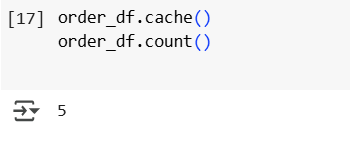 [17] order_df.cache()
order_df.count()
5